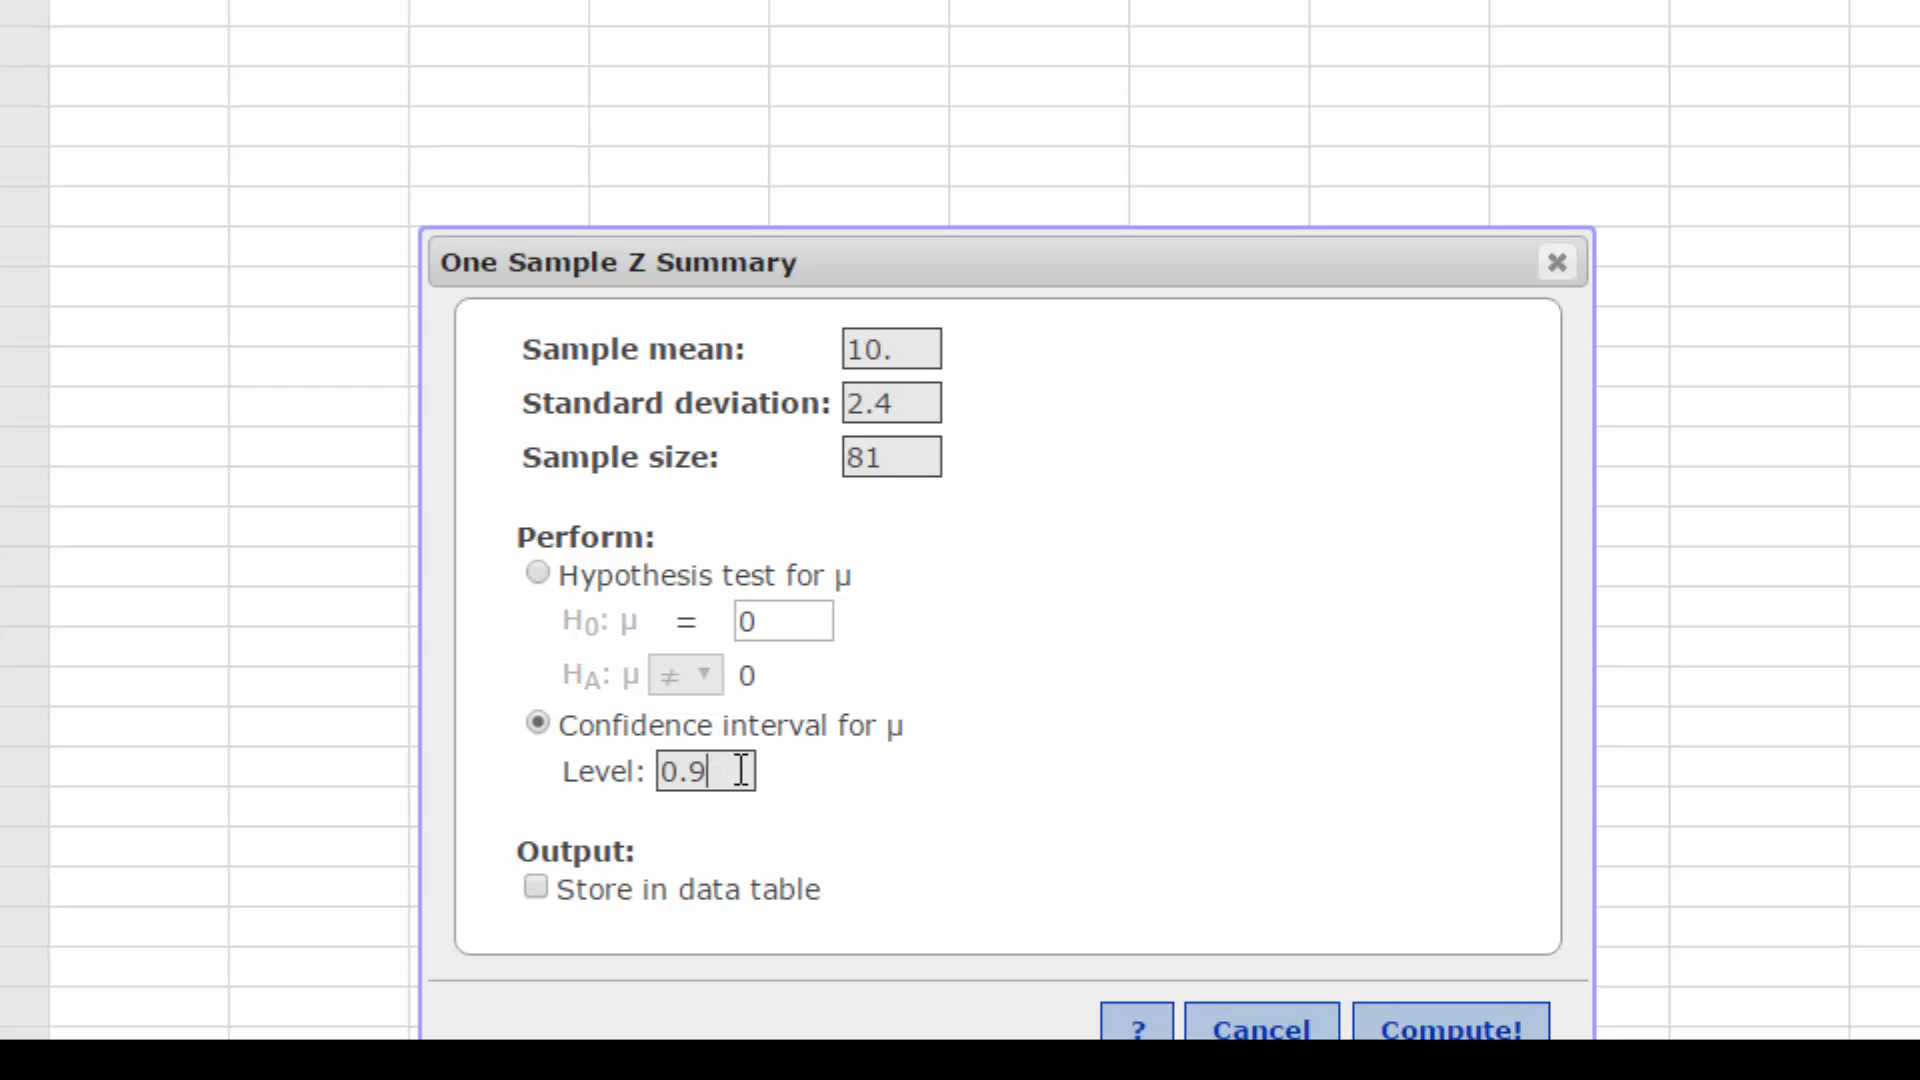 One Sample Z Summary
Sample mean: 10.
Standard deviation: 2.4
Sample size: 81
Perform:
Hypothesis test for μ
H0: μ = 0
HA: μ ≠ 0
Confidence interval for μ
Level: 0.9
Output:
Store in data table
? Cancel Compute!